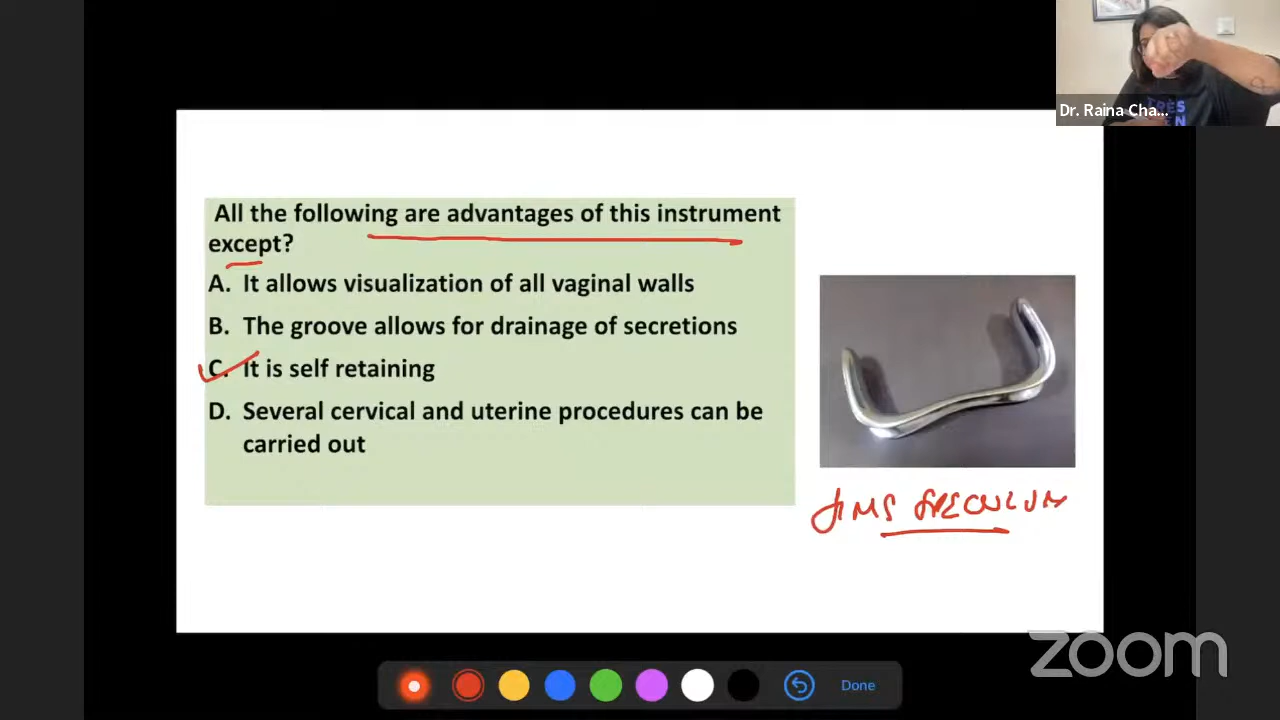 Dr. Raina Cha...
All the following are advantages of this instrument
except?
A. It allows visualization of all vaginal walls
B. The groove allows for drainage of secretions
C. It is self retaining
D. Several cervical and uterine procedures can be
carried out
SIMS SPECULUM
zoom
Done